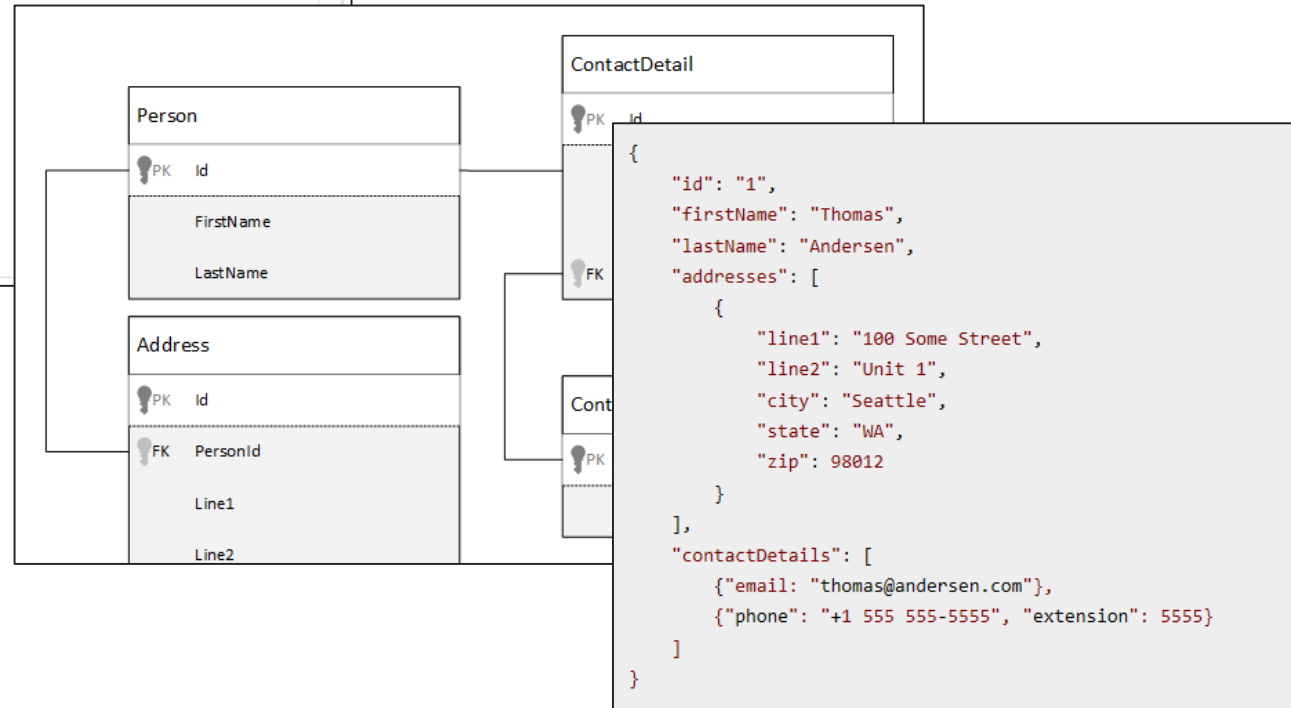 Person
PK Id
FirstName
LastName
Address
PK Id
FK PersonId
Line1
Line2
ContactDetail
PK Id
FK
PK
{
"id": "1",
"firstName": "Thomas",
"lastName": "Andersen",
"addresses": [
{
"line1": "100 Some Street",
"line2": "Unit 1",
"city": "Seattle",
"state": "WA",
"zip": 98012
}
],
"contactDetails": [
{"email: "thomas@andersen.com"},
{"phone": "+1 555 555-5555", "extension": 5555}
]
}